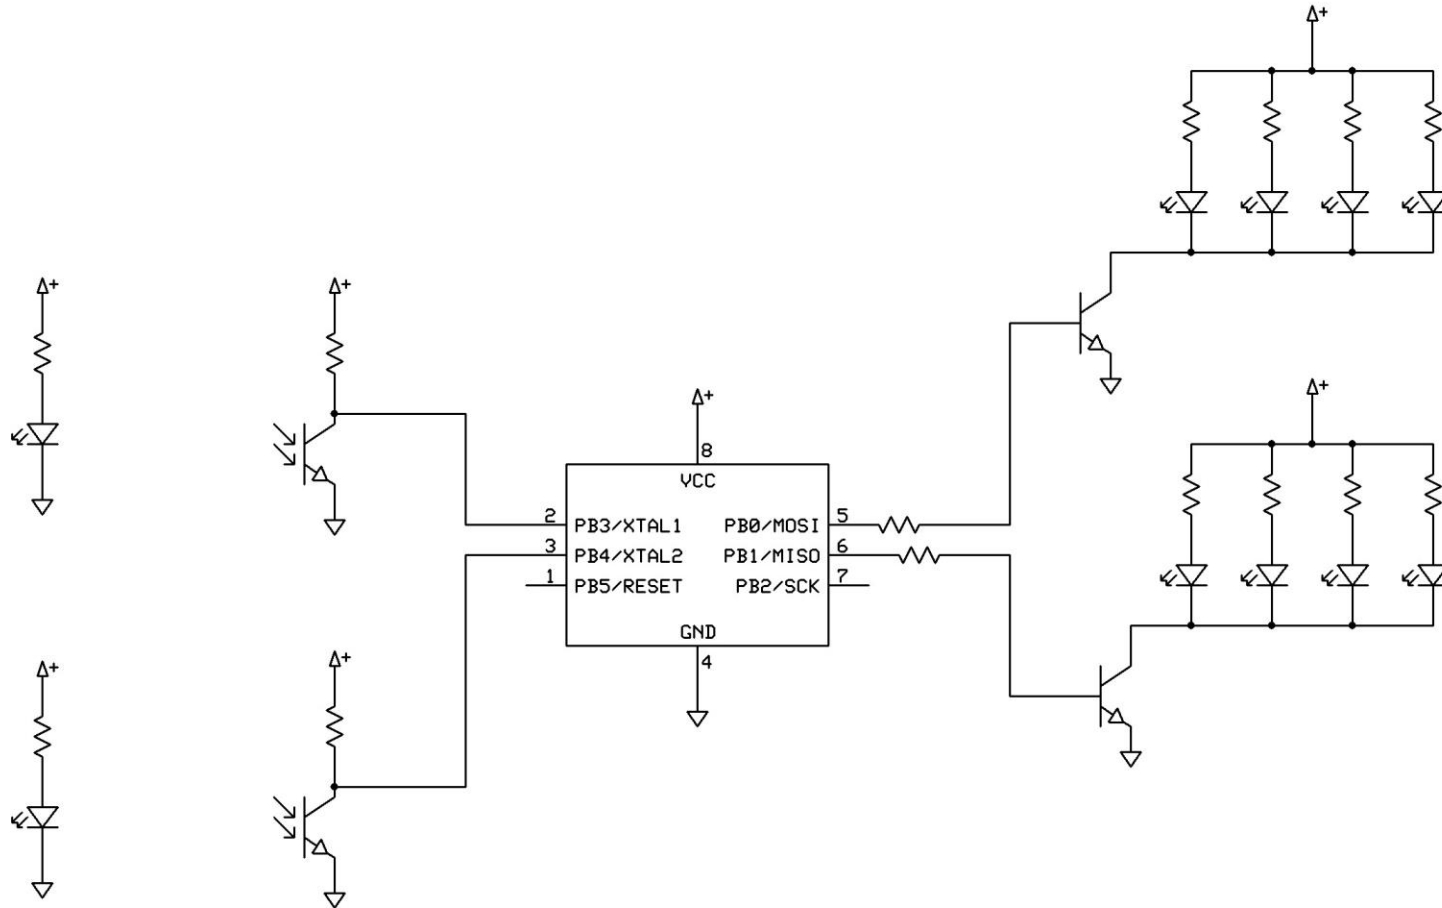 +
+
+
+
8
VCC
2 PB3/XTAL1 PB0/MOSI 5
3 PB4/XTAL2 PB1/MISO 6
1 PB5/RESET PB2/SCK 7
GND
4
+
+
+